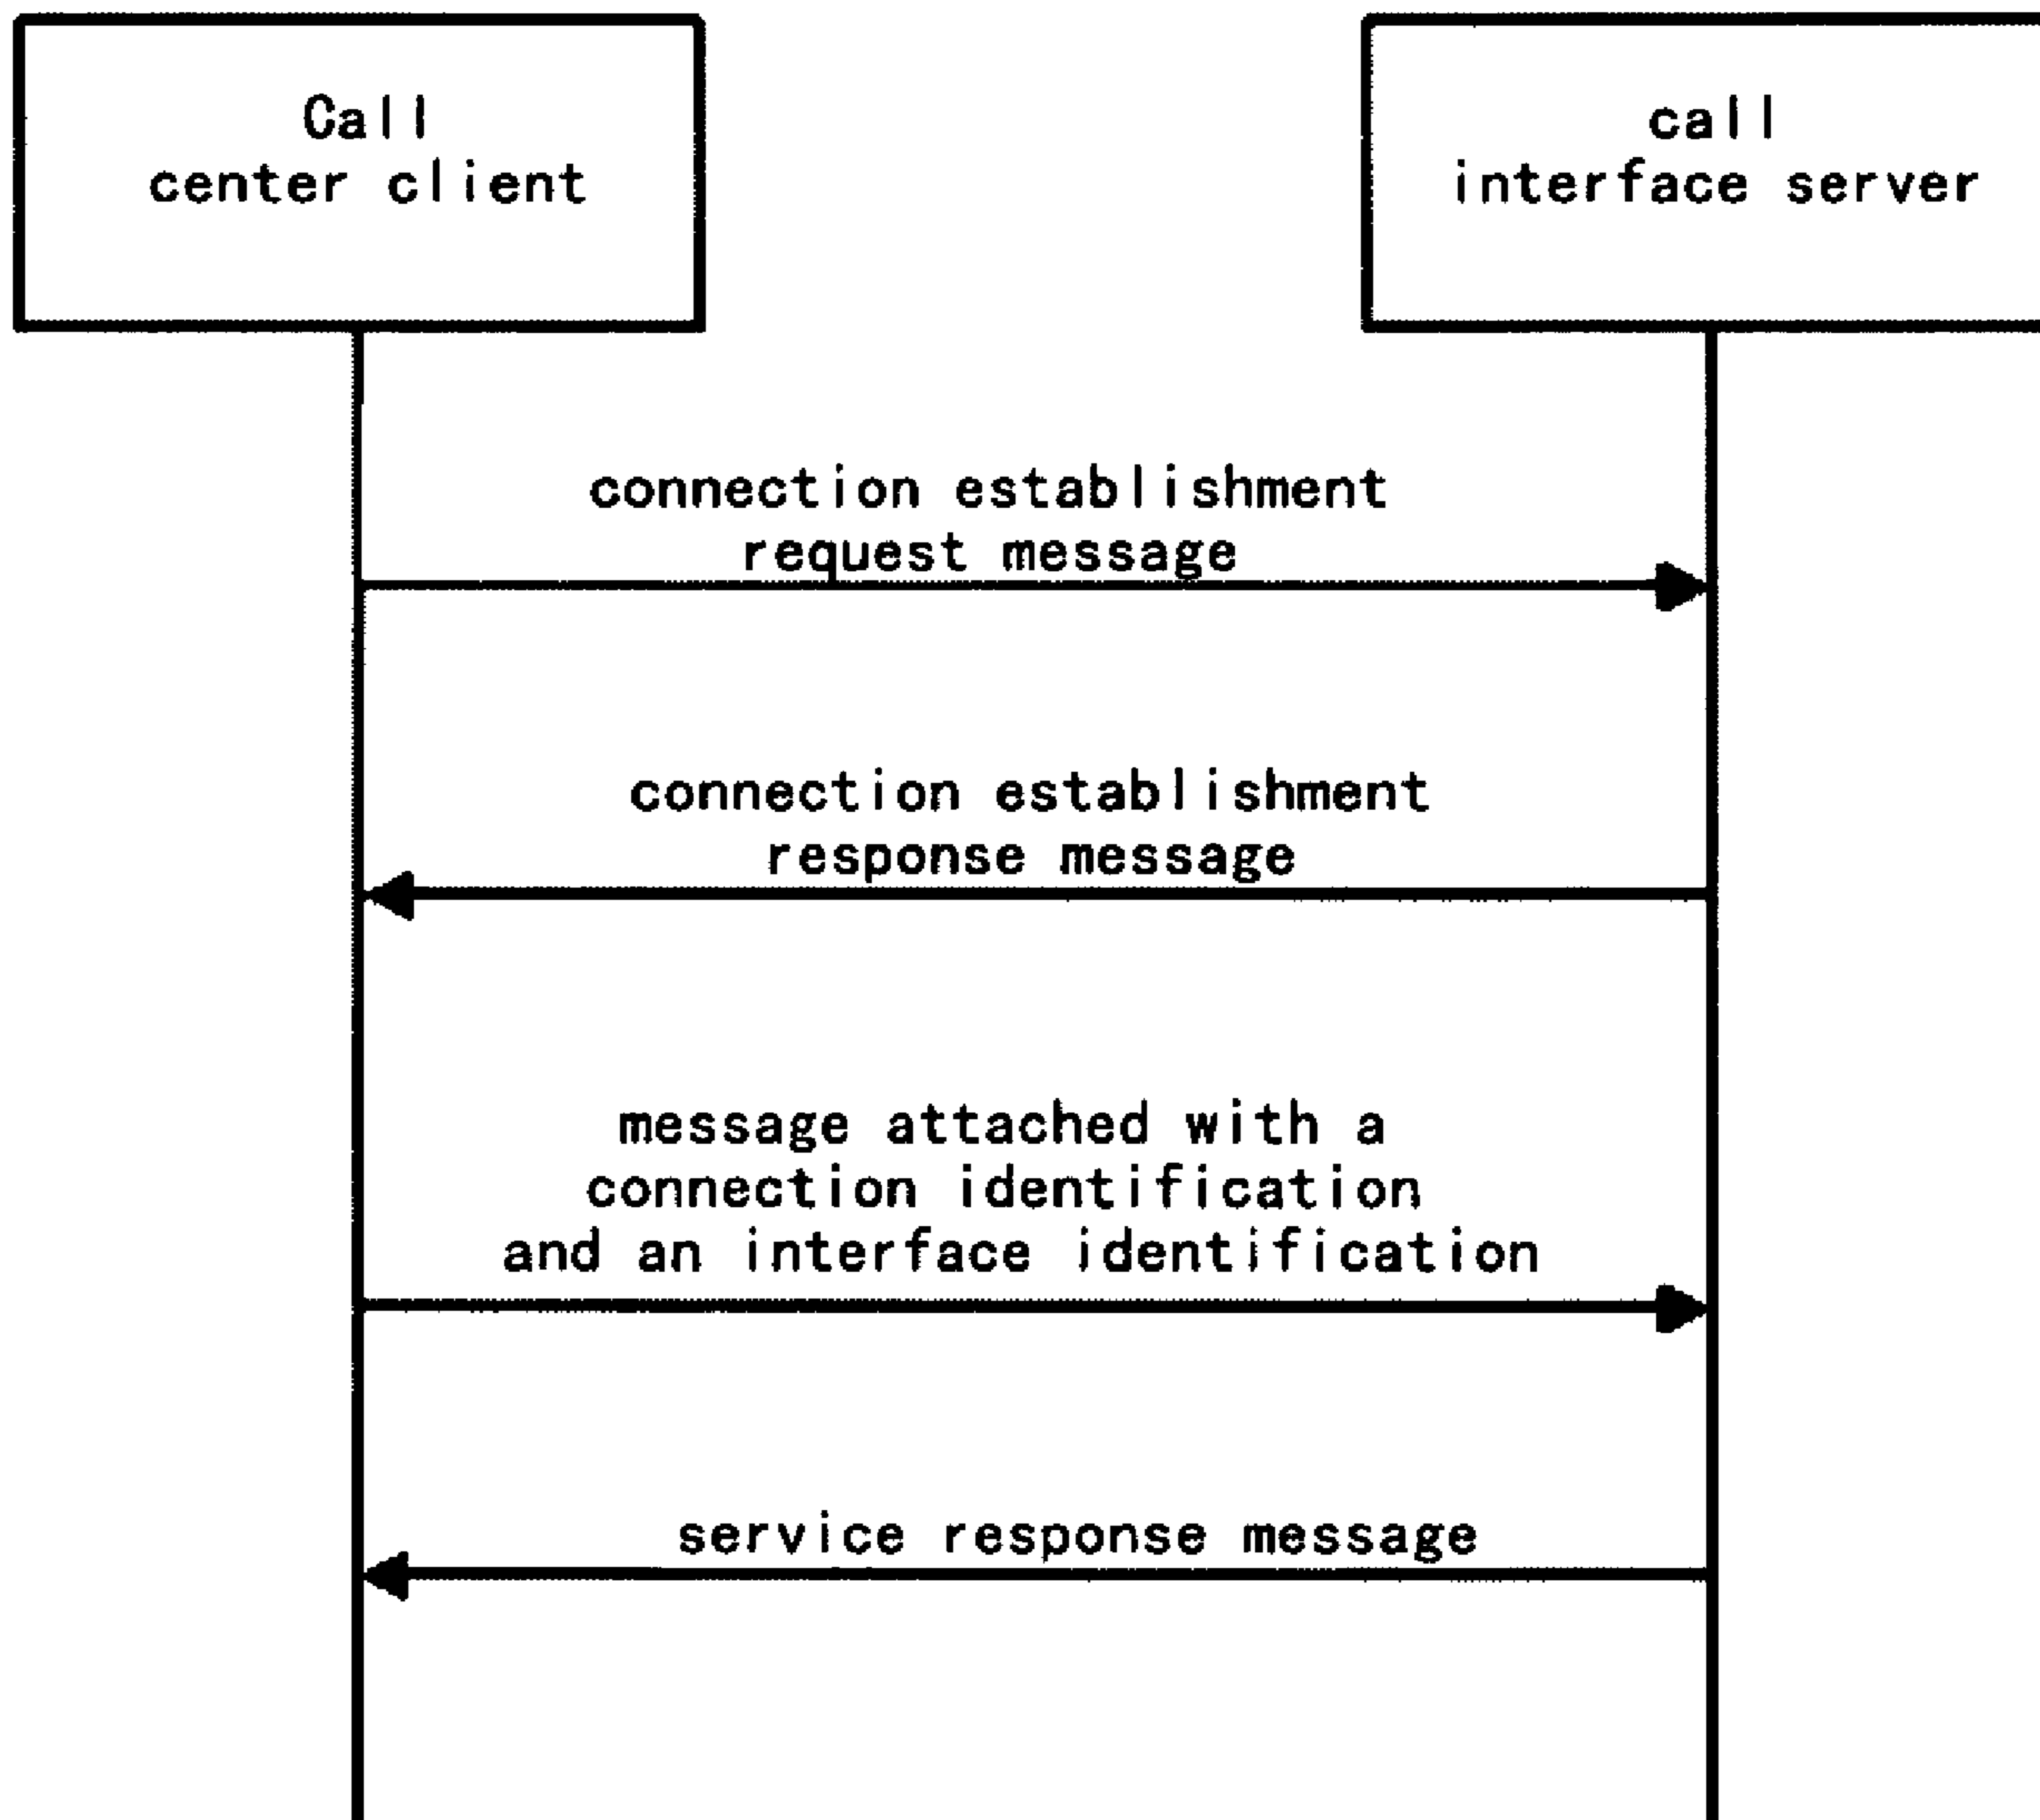 Call
center client
call
interface server
connection establishment
request message
connection establishment
response message
message attached with a
connection identification
and an interface identification
service response message